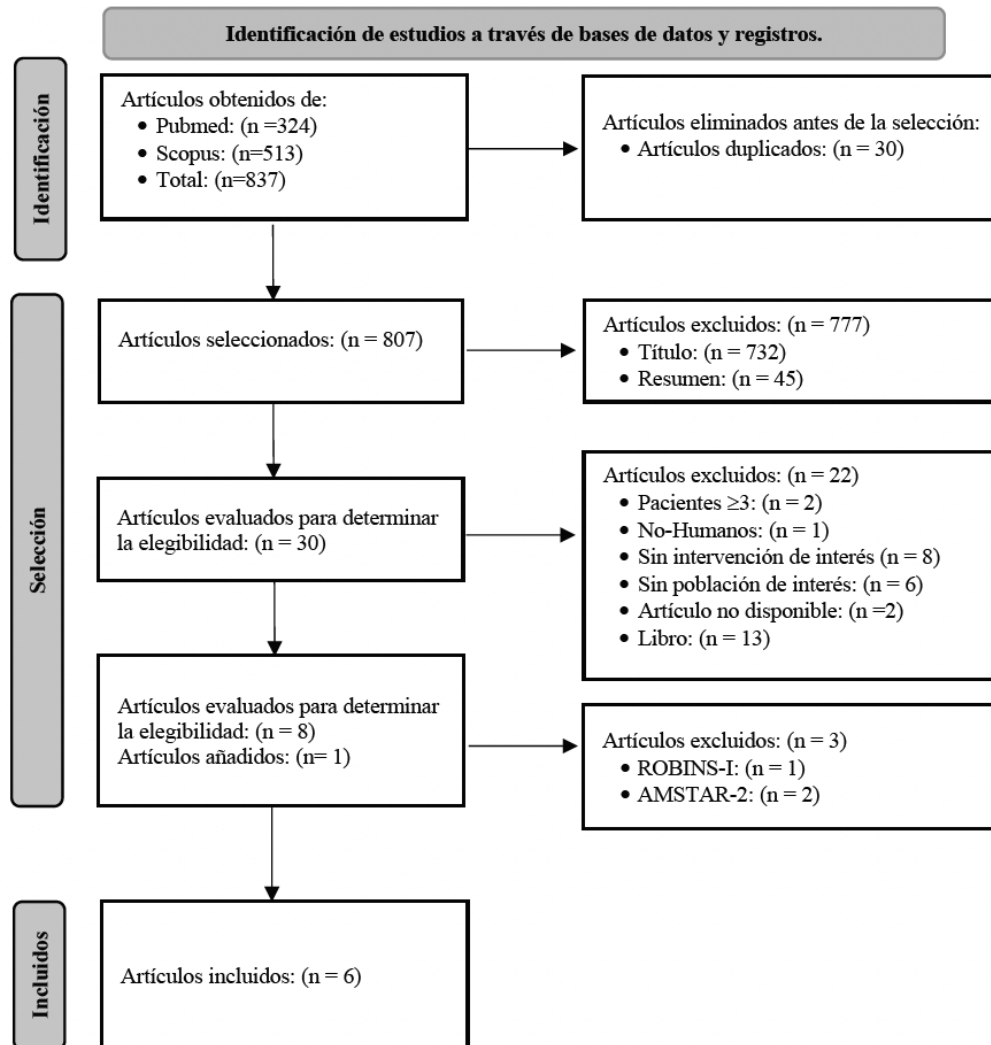 Identificación de estudios a través de bases de datos y registros.
Identificación
Artículos obtenidos de:
• Pubmed: (n =324)
• Scopus: (n=513)
• Total: (n=837)
Artículos eliminados antes de la selección:
• Artículos duplicados: (n = 30)
Selección
Artículos seleccionados: (n = 807)
Artículos excluidos: (n = 777)
• Título: (n = 732)
• Resumen: (n = 45)
Artículos evaluados para determinar
la elegibilidad: (n = 30)
Artículos excluidos: (n = 22)
• Pacientes ≥3: (n = 2)
• No-Humanos: (n = 1)
• Sin intervención de interés (n = 8)
• Sin población de interés: (n = 6)
• Artículo no disponible: (n =2)
• Libro: (n = 13)
Artículos evaluados para determinar
la elegibilidad: (n = 8)
Artículos añadidos: (n= 1)
Artículos excluidos: (n = 3)
• ROBINS-I: (n = 1)
• AMSTAR-2: (n = 2)
Incluidos
Artículos incluidos: (n = 6)